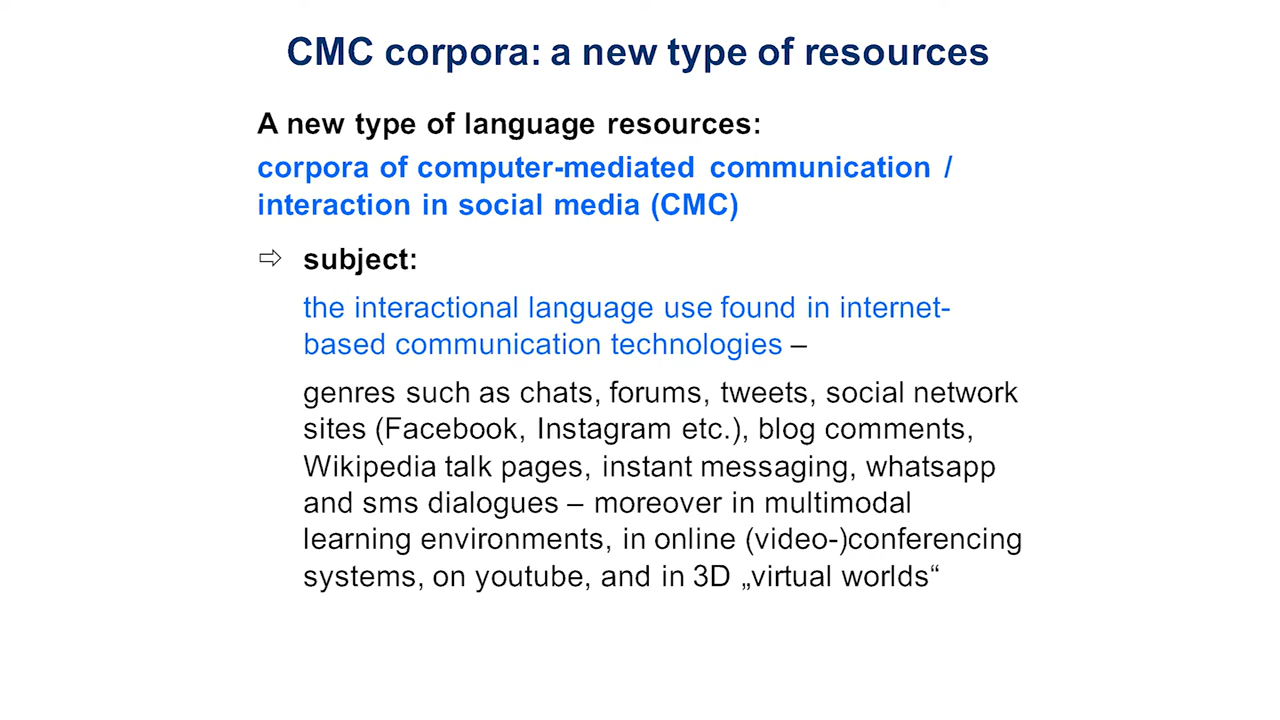 CMC corpora: a new type of resources
A new type of language resources:
corpora of computer-mediated communication /
interaction in social media (CMC)
⇨ subject:
the interactional language use found in internet-
based communication technologies –
genres such as chats, forums, tweets, social network
sites (Facebook, Instagram etc.), blog comments,
Wikipedia talk pages, instant messaging, whatsapp
and sms dialogues – moreover in multimodal
learning environments, in online (video-)conferencing
systems, on youtube, and in 3D „virtual worlds“